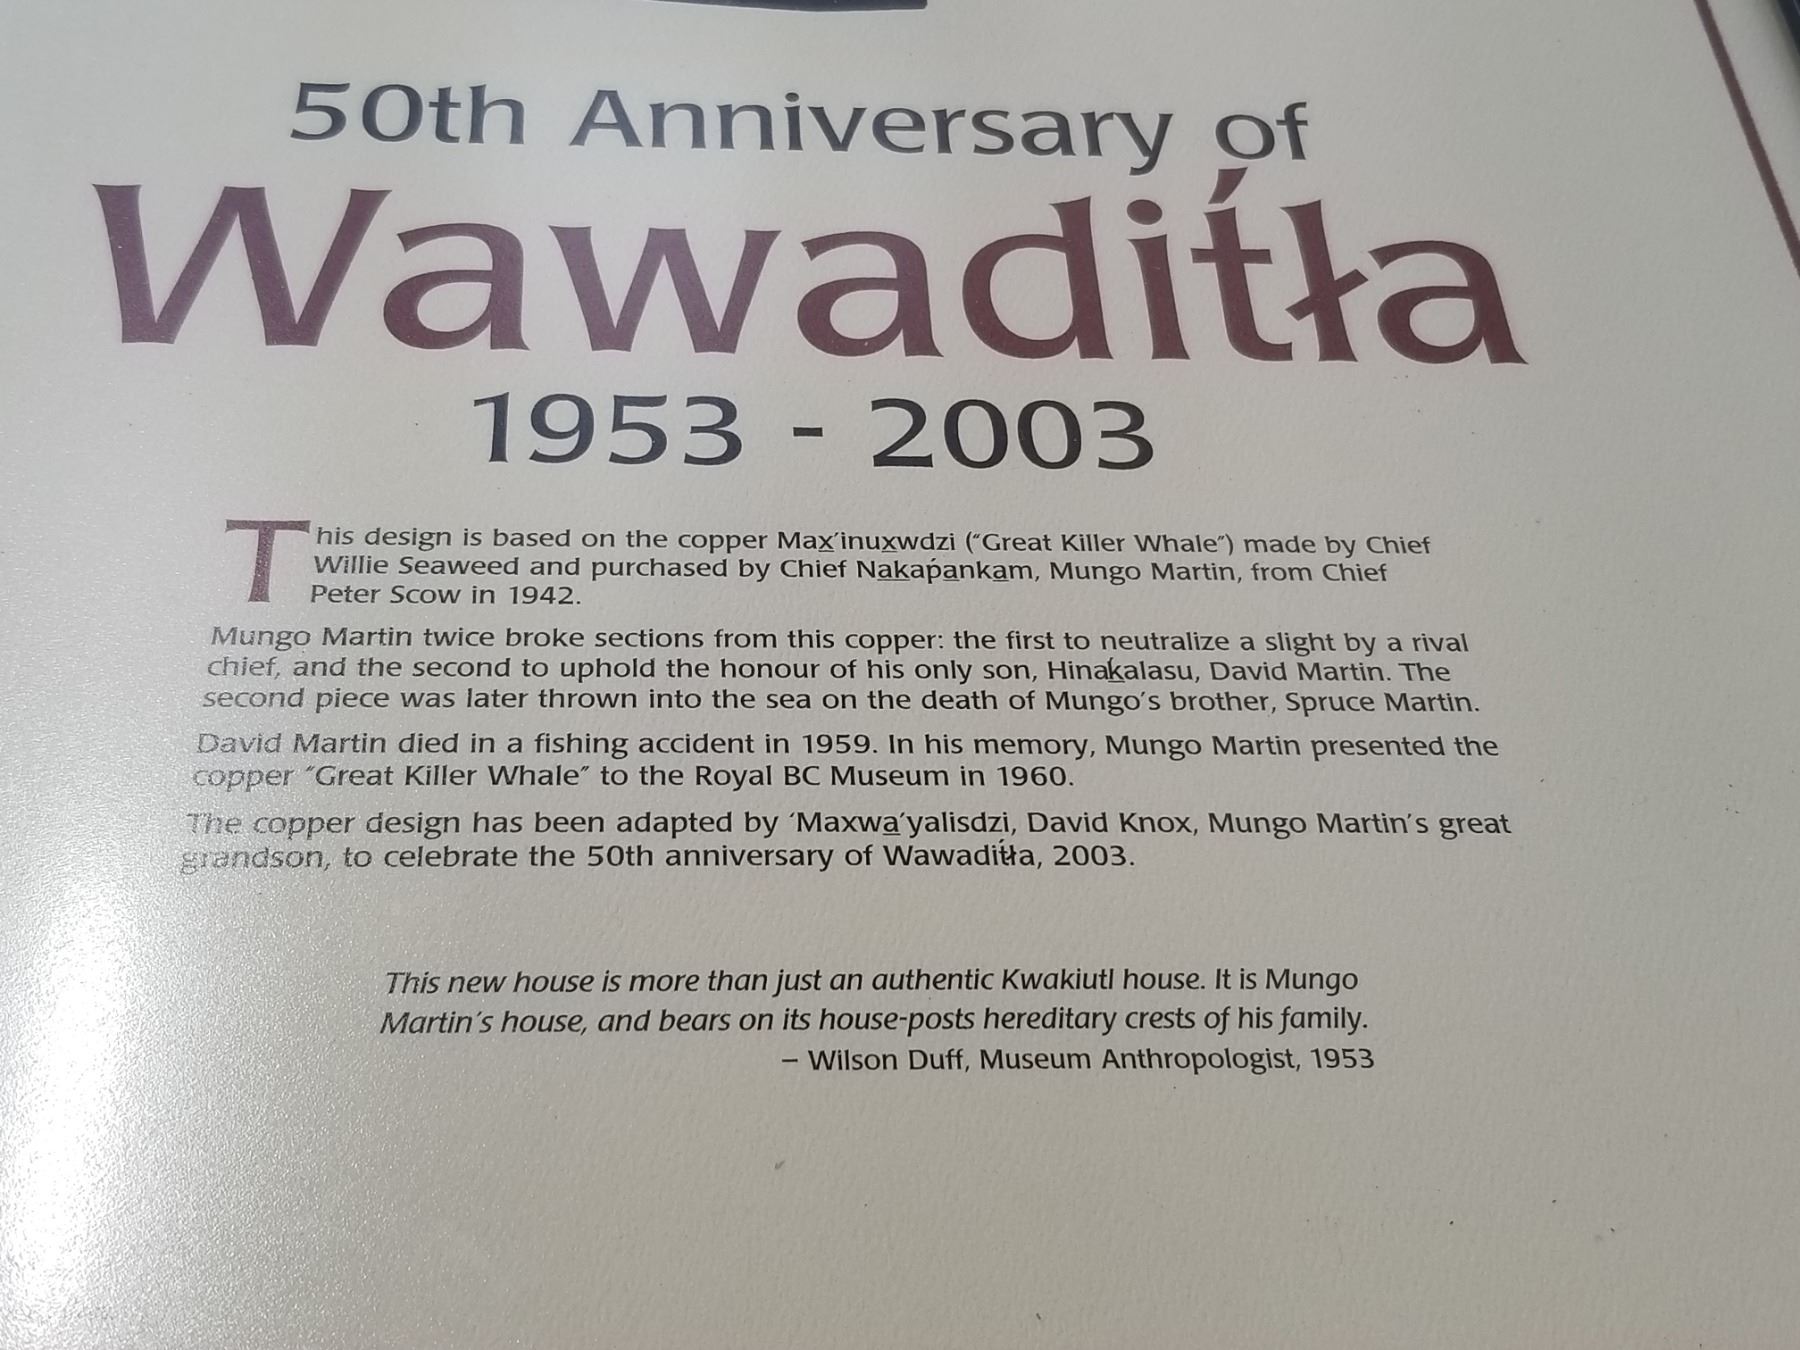 50th Anniversary of
Wawadit̓ła
1953 - 2003
This design is based on the copper Max̱'inux̱wdzi ("Great Killer Whale") made by Chief
Willie Seaweed and purchased by Chief Na̱ḵap̓a̱nka̱m, Mungo Martin, from Chief
Peter Scow in 1942.
Mungo Martin twice broke sections from this copper: the first to neutralize a slight by a rival
chief, and the second to uphold the honour of his only son, Hinaḵ̓alasu, David Martin. The
second piece was later thrown into the sea on the death of Mungo's brother, Spruce Martin.
David Martin died in a fishing accident in 1959. In his memory, Mungo Martin presented the
copper "Great Killer Whale" to the Royal BC Museum in 1960.
The copper design has been adapted by 'Maxwa̱'yalisdzi, David Knox, Mungo Martin's great
grandson, to celebrate the 50th anniversary of Wawadit̓ła, 2003.
This new house is more than just an authentic Kwakiutl house. It is Mungo
Martin's house, and bears on its house-posts hereditary crests of his family.
– Wilson Duff, Museum Anthropologist, 1953